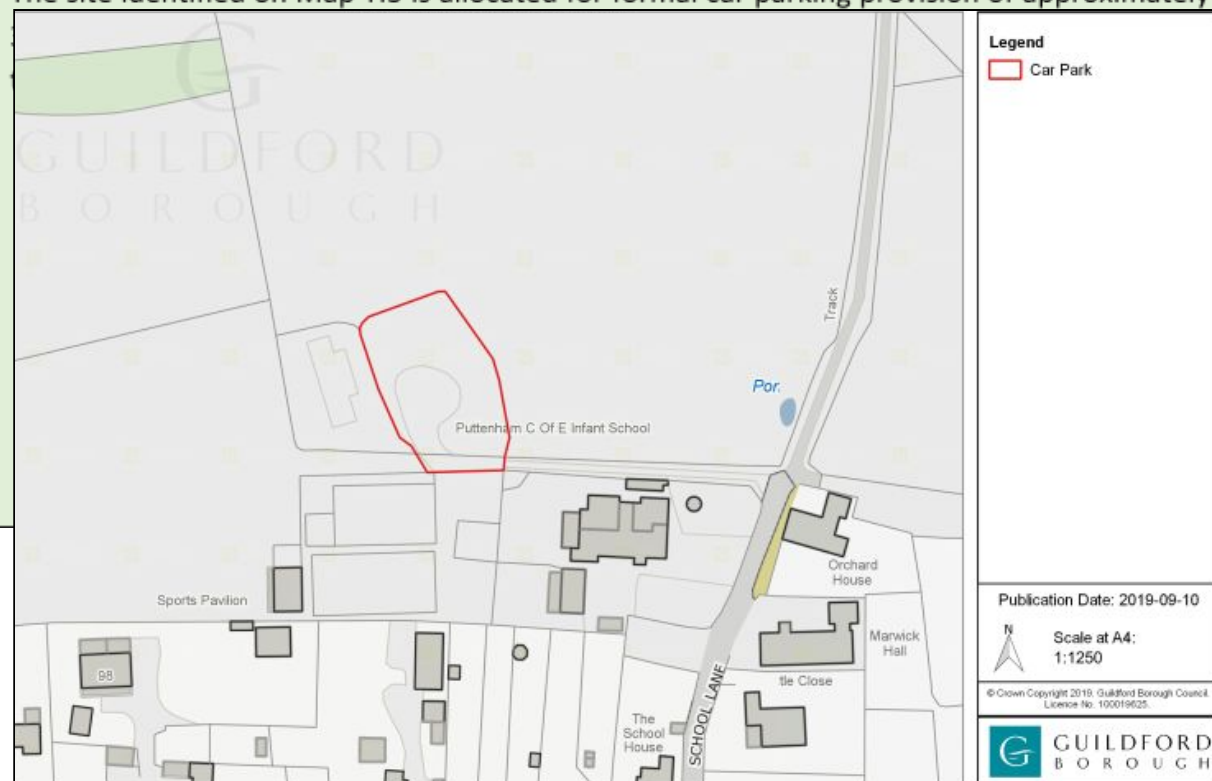 The site identified on Map 4.3 is allocated for formal car parking provision of approximately
GUILDFORD
BOROUGH
Legend
Car Park
Track
Por.
Puttenham C Of E Infant School
Sports Pavilion
Orchard
House
98
Marwick
Hall
tle Close
The
School
House
SCHOOL LANE
Publication Date: 2019-09-10
N
Scale at A4:
1:1250
© Crown Copyright 2019. Guildford Borough Council.
Licence No. 100019625.
G
GUILDFORD
BOROUGH